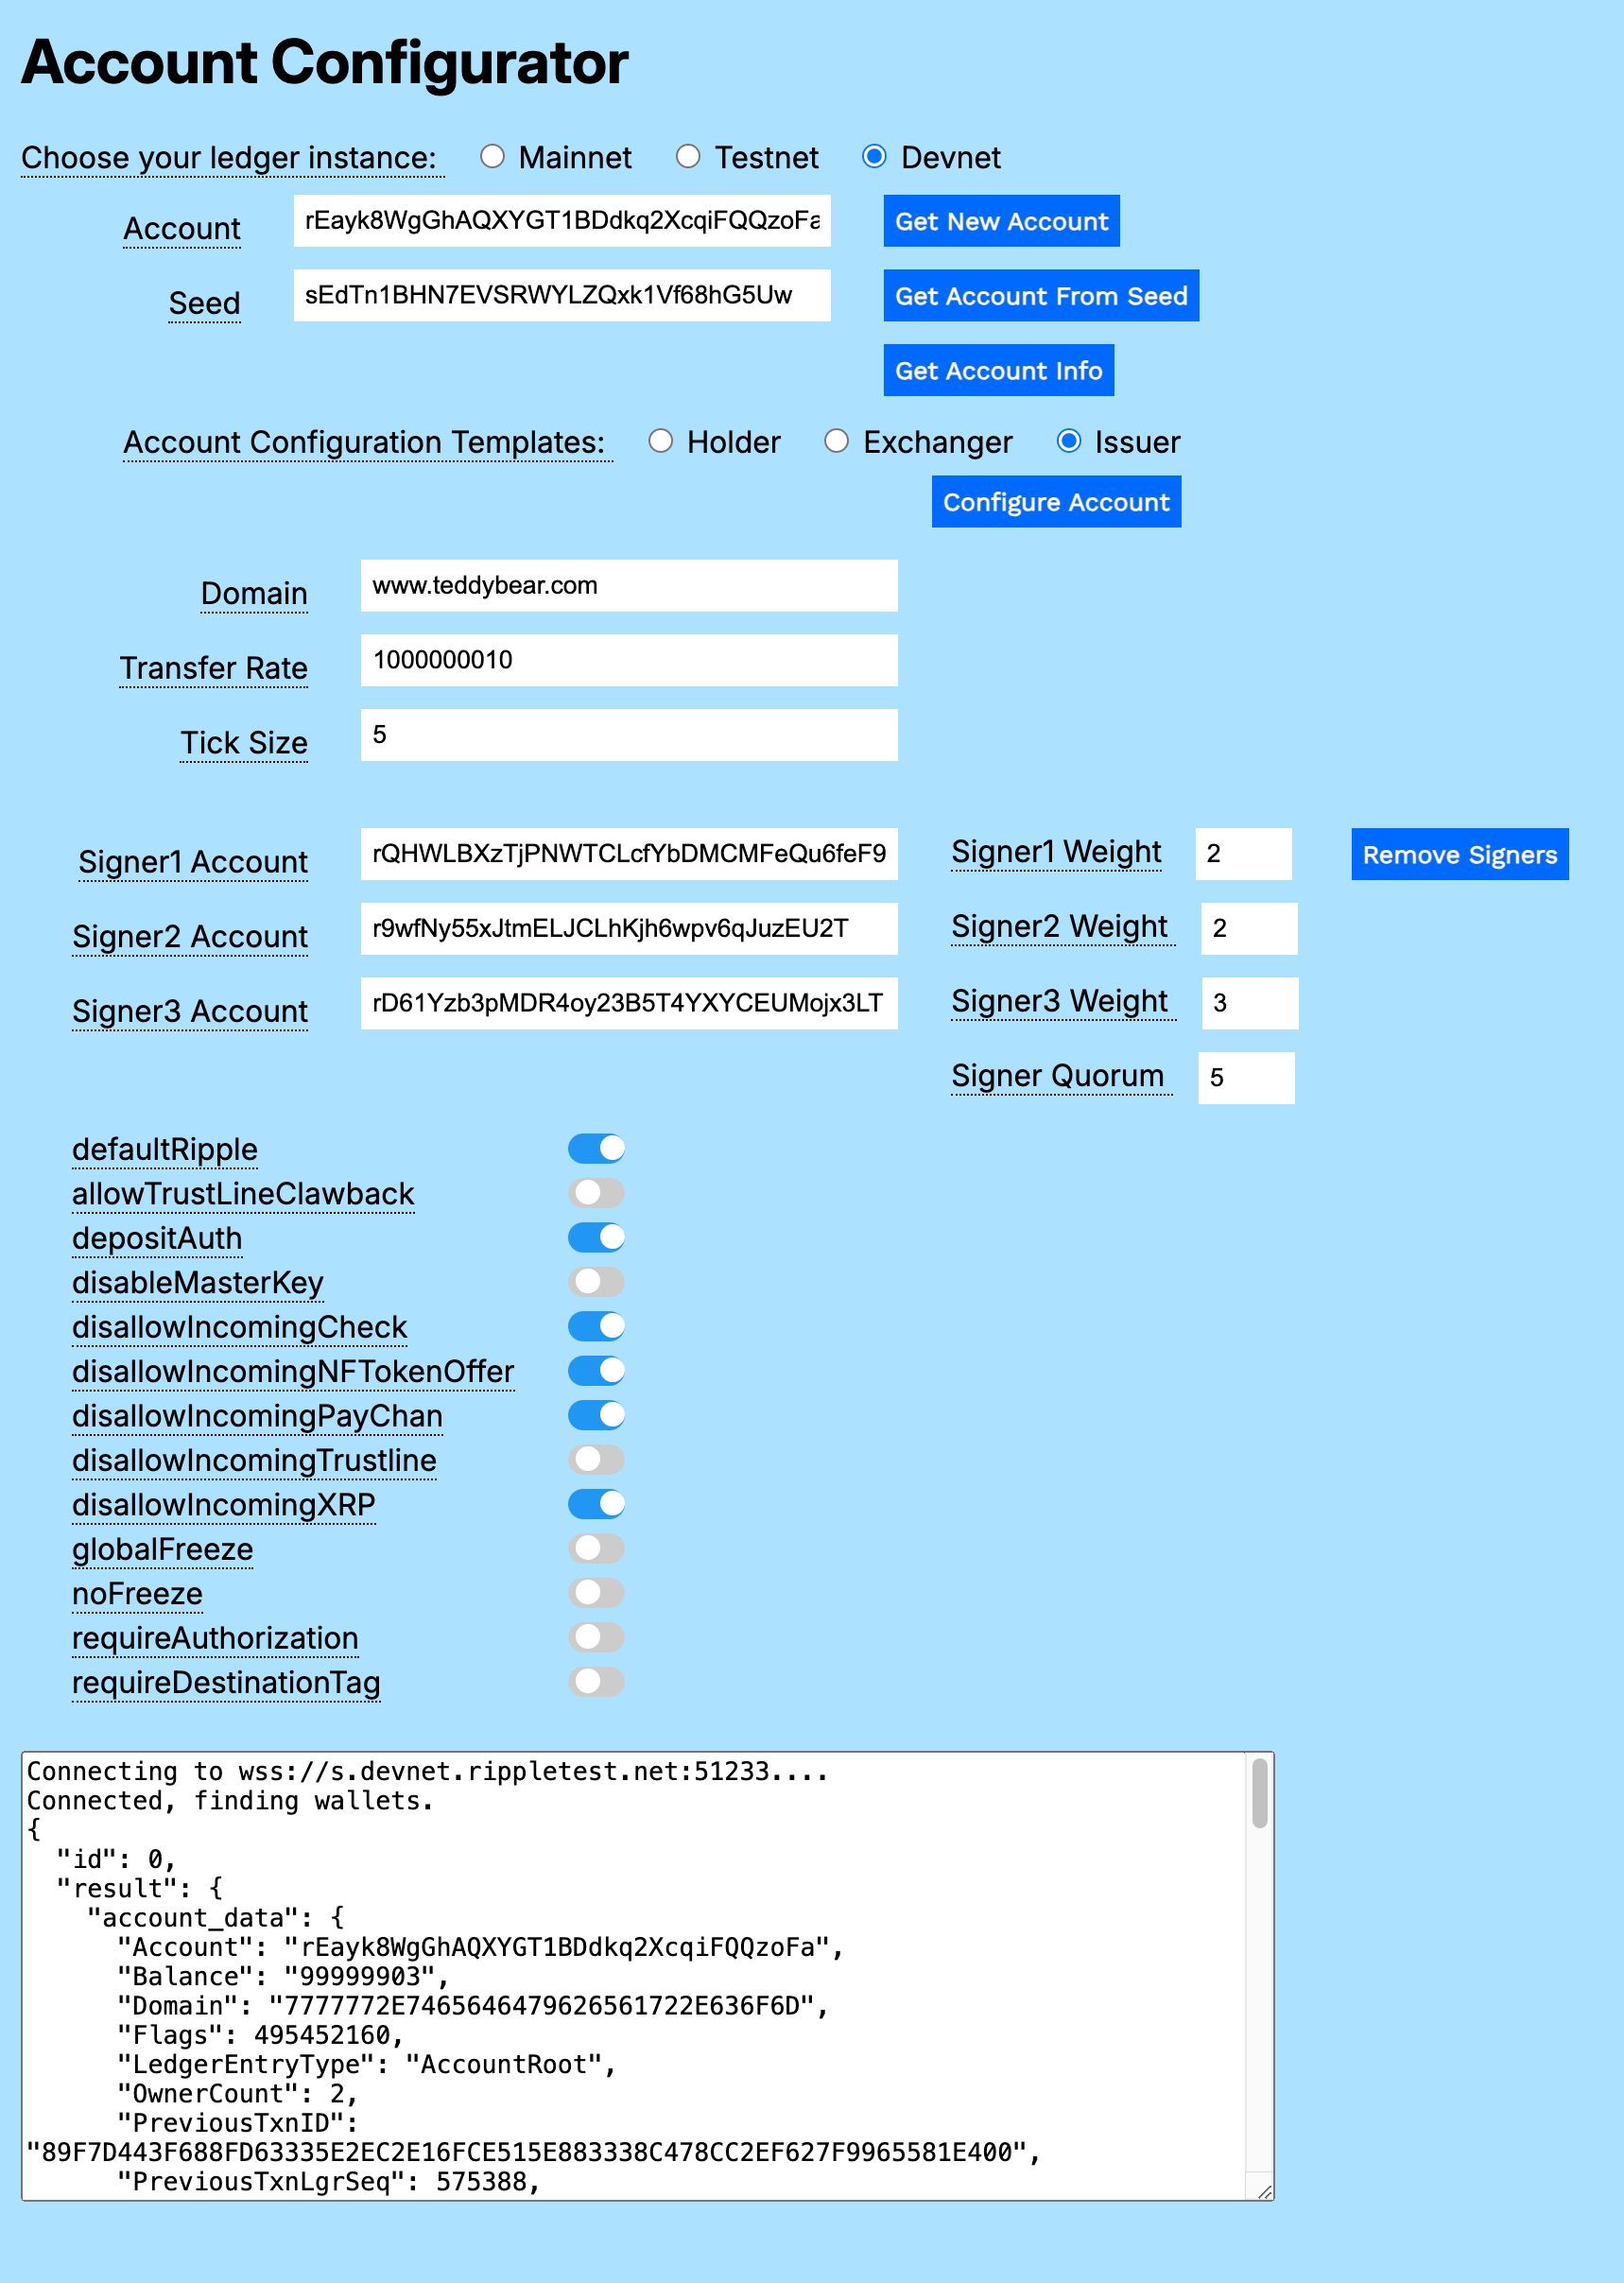 Account Configurator
Choose your ledger instance: Mainnet Testnet Devnet
Account rEayk8WgGhAQXYGT1BDdkq2XcqiFQQzoFa Get New Account
Seed sEdTn1BHN7EVSRWYLZQxk1Vf68hG5Uw Get Account From Seed
Get Account Info
Account Configuration Templates: Holder Exchanger Issuer
Configure Account
Domain www.teddybear.com
Transfer Rate 1000000010
Tick Size 5
Signer1 Account rQHWLBXzTjPNWTCLcfYbDMCMFeQu6feF9 Signer1 Weight 2 Remove Signers
Signer2 Account r9wfNy55xJtmELJCLhKjh6wpv6qJuzEU2T Signer2 Weight 2
Signer3 Account rD61Yzb3pMDR4oy23B5T4YXYCEUMojx3LT Signer3 Weight 3
Signer Quorum 5
defaultRipple
allowTrustLineClawback
depositAuth
disableMasterKey
disallowIncomingCheck
disallowIncomingNFTokenOffer
disallowIncomingPayChan
disallowIncomingTrustline
disallowIncomingXRP
globalFreeze
noFreeze
requireAuthorization
requireDestinationTag
Connecting to wss://s.devnet.rippletest.net:51233....
Connected, finding wallets.
{
"id": 0,
"result": {
"account_data": {
"Account": "rEayk8WgGhAQXYGT1BDdkq2XcqiFQQzoFa",
"Balance": "99999903",
"Domain": "7777772E7465646479626561722E636F6D",
"Flags": 495452160,
"LedgerEntryType": "AccountRoot",
"OwnerCount": 2,
"PreviousTxnID":
"89F7D443F688FD63335E2EC2E16FCE515E883338C478CC2EF627F9965581E400",
"PreviousTxnLgrSeq": 575388,